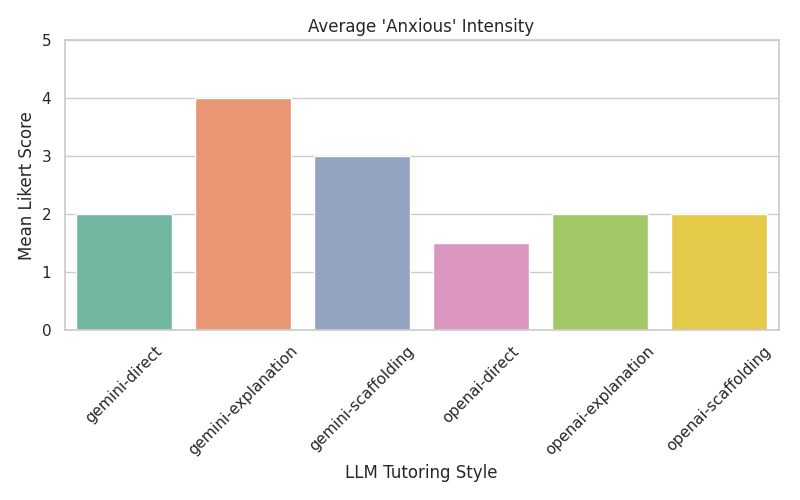 Average 'Anxious' Intensity
Mean Likert Score
5
4
3
2
1
0
gemini-direct
gemini-explanation
gemini-scaffolding
openai-direct
openai-explanation
openai-scaffolding
LLM Tutoring Style